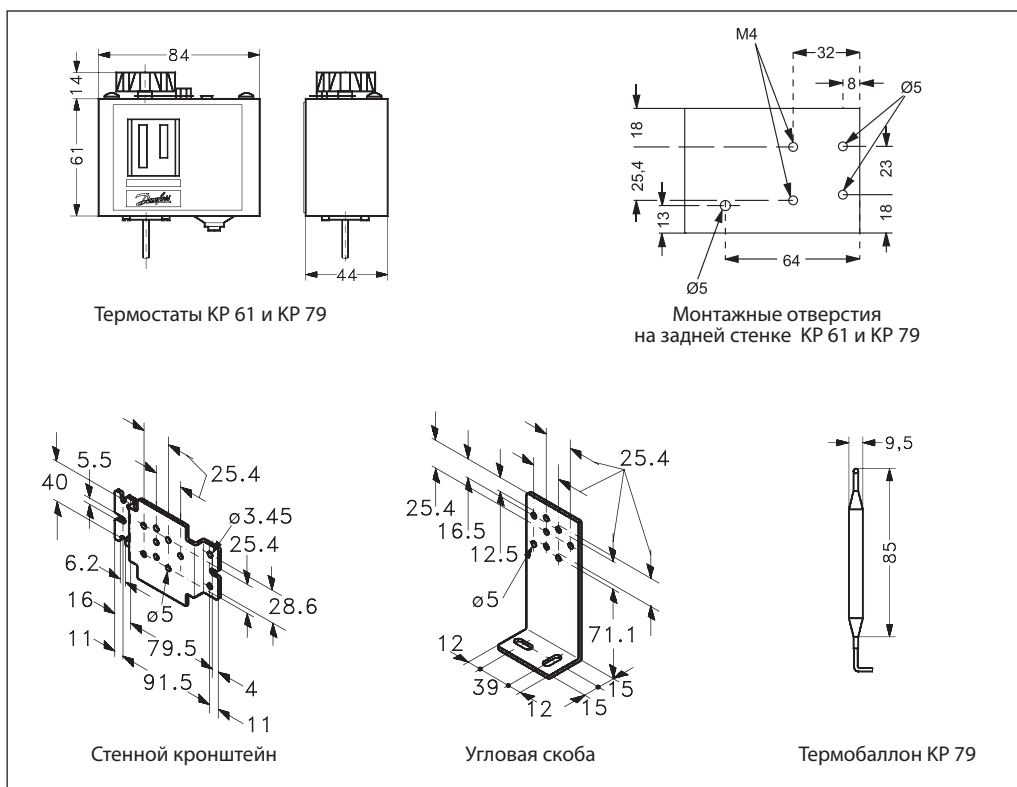 84
14
61
Danfoss
44
Термостаты KP 61 и KP 79
M4
32
8
Ø5
18
25,4
13
23
18
64
Ø5
Монтажные отверстия
на задней стенке KP 61 и KP 79
5.5
40
25.4
ø3.45
25.4
6.2
16
ø5
28.6
11
79.5
91.5
4
11
Стенной кронштейн
25.4
25.4
16.5
12.5
ø5
71.1
12
39
12
15
15
Угловая скоба
9,5
85
Термобаллон KP 79